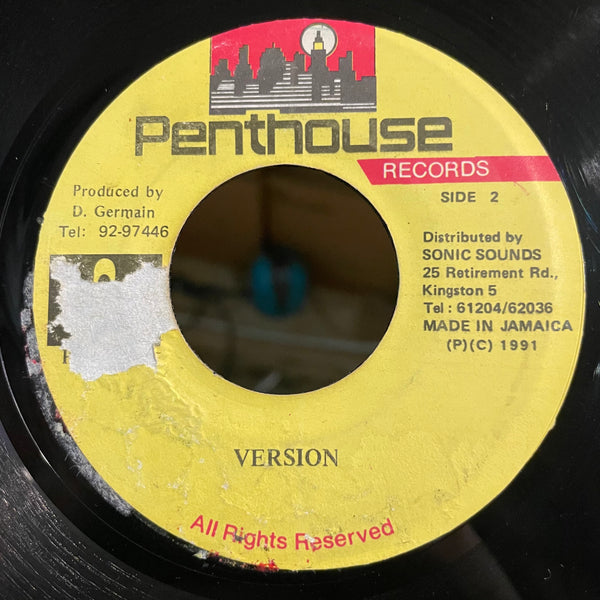 Penthouse
RECORDS
SIDE 2
Produced by
D. Germain
Tel: 92-97446
Distributed by
SONIC SOUNDS
25 Retirement Rd.,
Kingston 5
Tel : 61204/62036
MADE IN JAMAICA
(P)(C) 1991
VERSION
All Rights Reserved